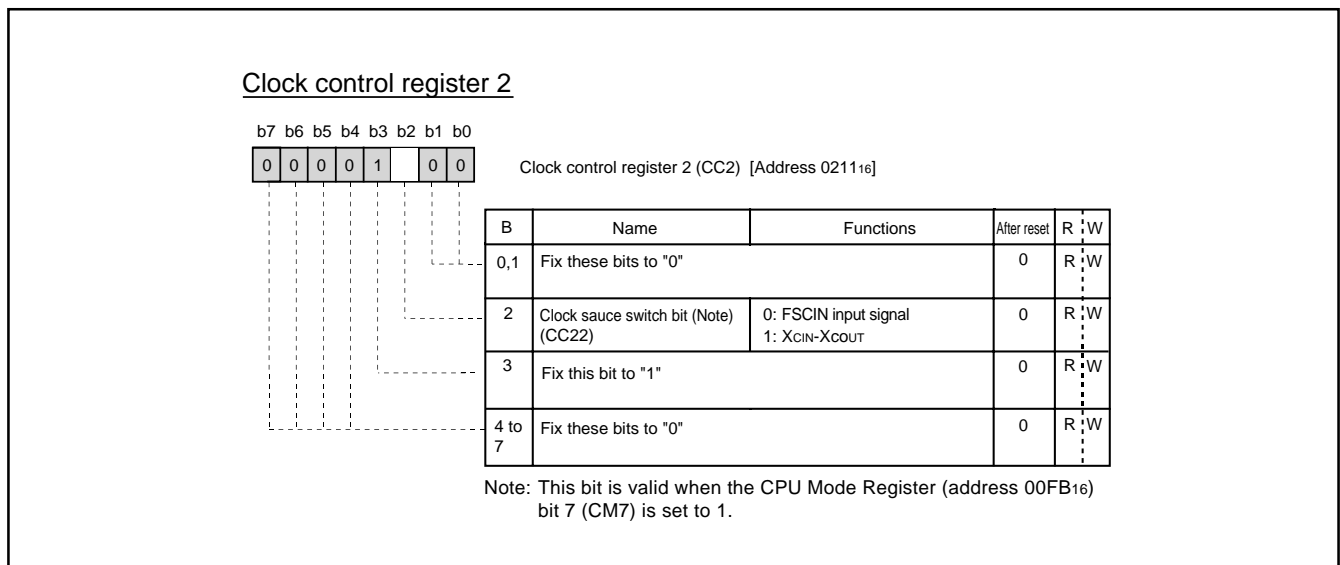 Clock control register 2
b7 b6 b5 b4 b3 b2 b1 b0
0 0 0 0 1 0 0
Clock control register 2 (CC2) [Address 021116]
B Name Functions After reset R W
0,1 Fix these bits to "0" 0 R W
2 Clock sauce switch bit (Note) 0: FSCIN input signal 0 R W
(CC22) 1: XCIN-XCOUT
3 Fix this bit to "1" 0 R W
4 to Fix these bits to "0" 0 R W
7
Note: This bit is valid when the CPU Mode Register (address 00FB16)
bit 7 (CM7) is set to 1.